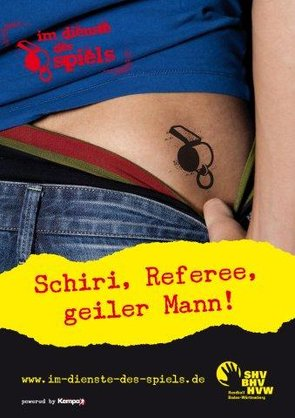 im dienste
des
spiels
Schiri, Referee,
geiler Mann!
www.im-dienste-des-spiels.de
SHV
BHV
HVW
Handball
Baden-Württemberg
powered by Kempa